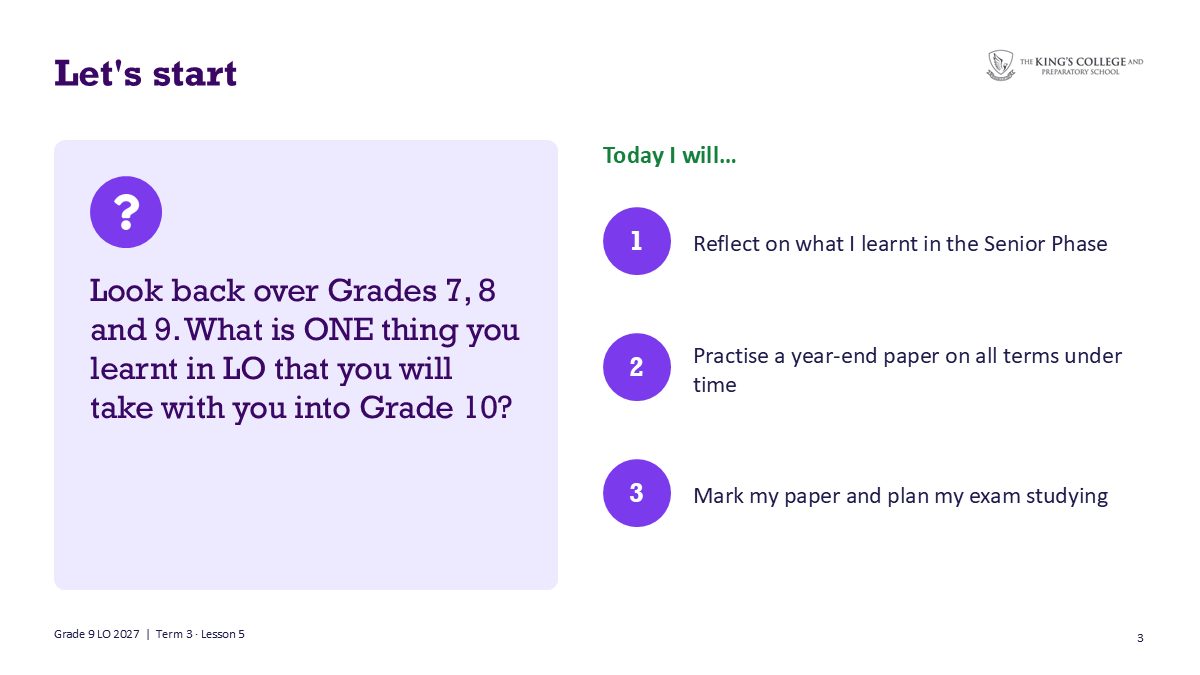 Let's start
THE KING'S COLLEGE AND
PREPARATORY SCHOOL
?
Look back over Grades 7, 8
and 9. What is ONE thing you
learnt in LO that you will
take with you into Grade 10?
Today I will...
1
Reflect on what I learnt in the Senior Phase
2
Practise a year-end paper on all terms under
time
3
Mark my paper and plan my exam studying
Grade 9 LO 2027 | Term 3 · Lesson 5
3